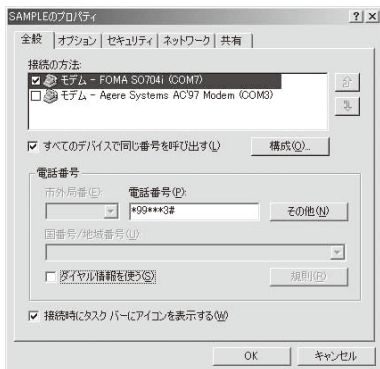 SAMPLEのプロパティ
全般 オプション セキュリティ ネットワーク 共有
接続の方法:
モデム - FOMA SO704i (COM7)
モデム - Agere Systems AC'97 Modem (COM3)
すべてのデバイスで同じ番号を呼び出す(L)
構成(O)...
電話番号
市外局番(E): 電話番号(P):
*99***3# その他(N)
国番号/地域番号(U):
ダイヤル情報を使う(S) 規則(R)
接続時にタスク バーにアイコンを表示する(W)
OK キャンセル